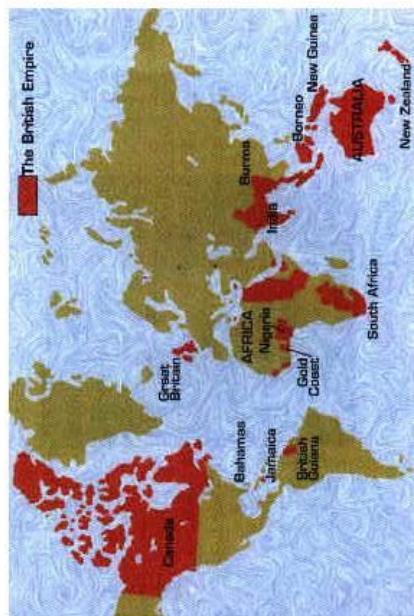 The British Empire
Canada
Great
Britain
Bahamas
Jamaica
British
Guiana
AFRICA
Nigeria
Gold
Coast
South Africa
India
Burma
Borneo
New Guinea
AUSTRALIA
New Zealand